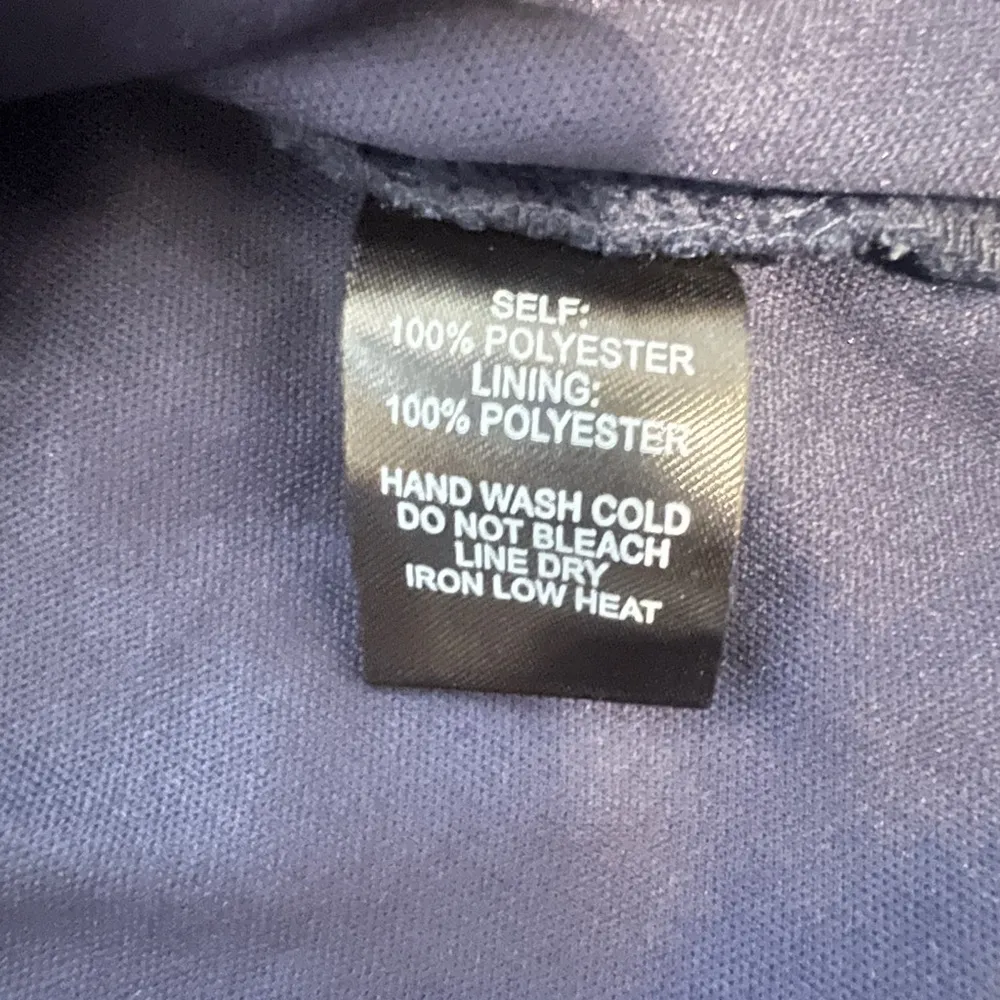 SELF:
100% POLYESTER
LINING:
100% POLYESTER
HAND WASH COLD
DO NOT BLEACH
LINE DRY
IRON LOW HEAT